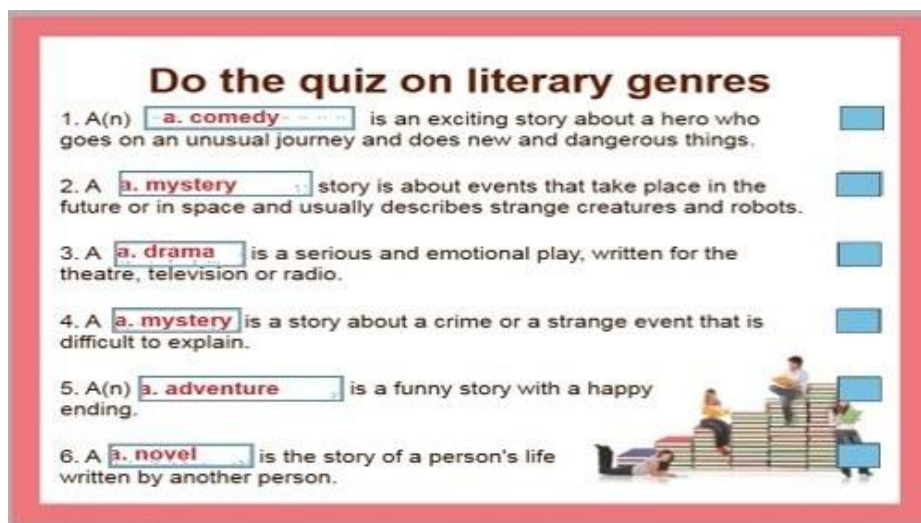 Do the quiz on literary genres
1. A(n) a. comedy is an exciting story about a hero who
goes on an unusual journey and does new and dangerous things.
2. A a. mystery story is about events that take place in the
future or in space and usually describes strange creatures and robots.
3. A a. drama is a serious and emotional play, written for the
theatre, television or radio.
4. A a. mystery is a story about a crime or a strange event that is
difficult to explain.
5. A(n) a. adventure is a funny story with a happy
ending.
6. A a. novel is the story of a person's life
written by another person.